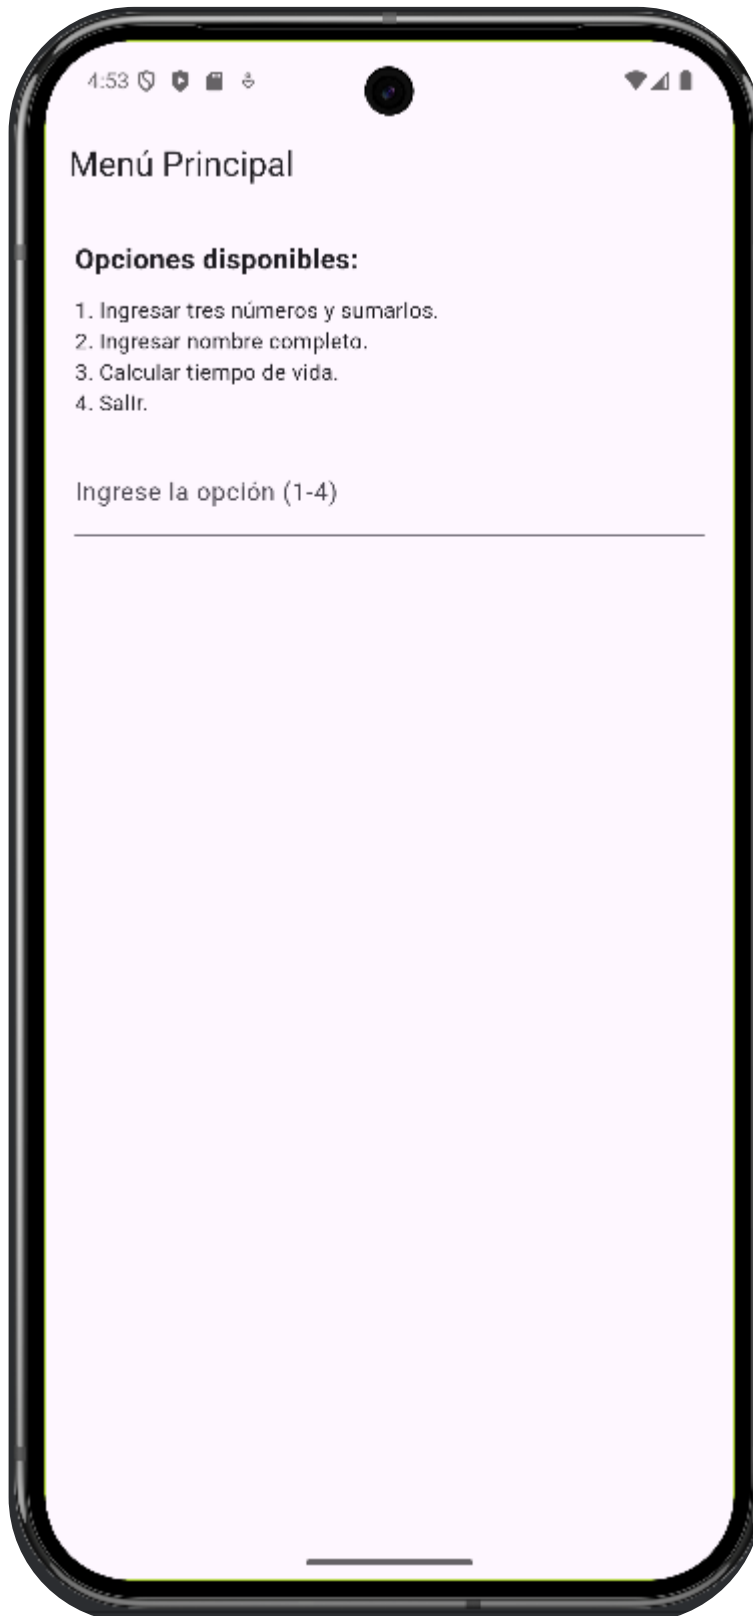 4:53
Menú Principal
Opciones disponibles:
1. Ingresar tres números y sumarlos.
2. Ingresar nombre completo.
3. Calcular tiempo de vida.
4. Salir.
Ingrese la opción (1-4)